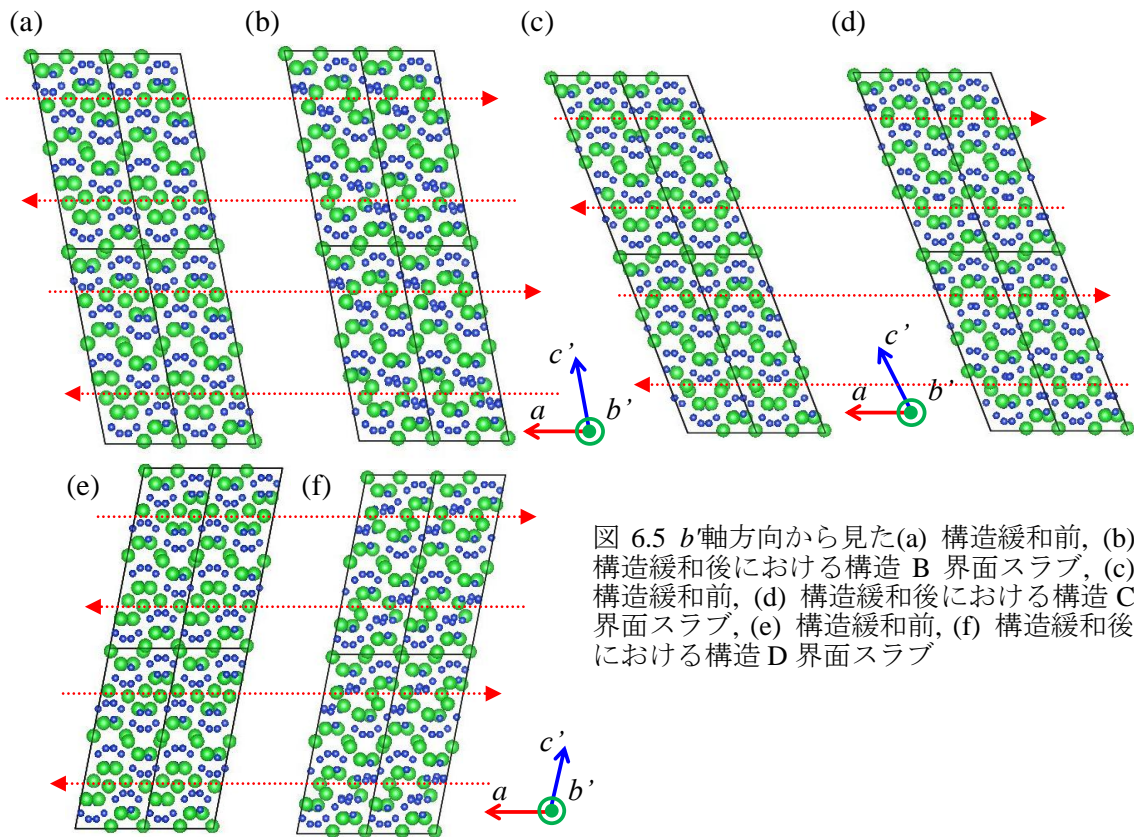 (a)
(b)
(c)
(d)
c’
a
b’
c’
a
b’
(e)
(f)
図 6.5 b'軸方向から見た(a) 構造緩和前, (b)
構造緩和後における構造 B 界面スラブ, (c)
構造緩和前, (d) 構造緩和後における構造 C
界面スラブ, (e) 構造緩和前, (f) 構造緩和後
における構造 D 界面スラブ
c’
a
b’